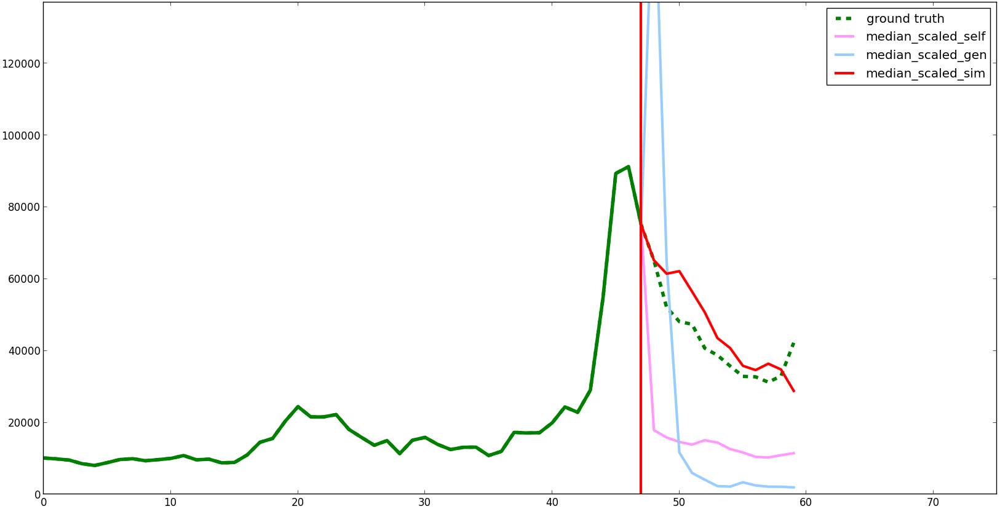 120000
100000
80000
60000
40000
20000
0
0 10 20 30 40 50 60 70
ground truth
median_scaled_self
median_scaled_gen
median_scaled_sim